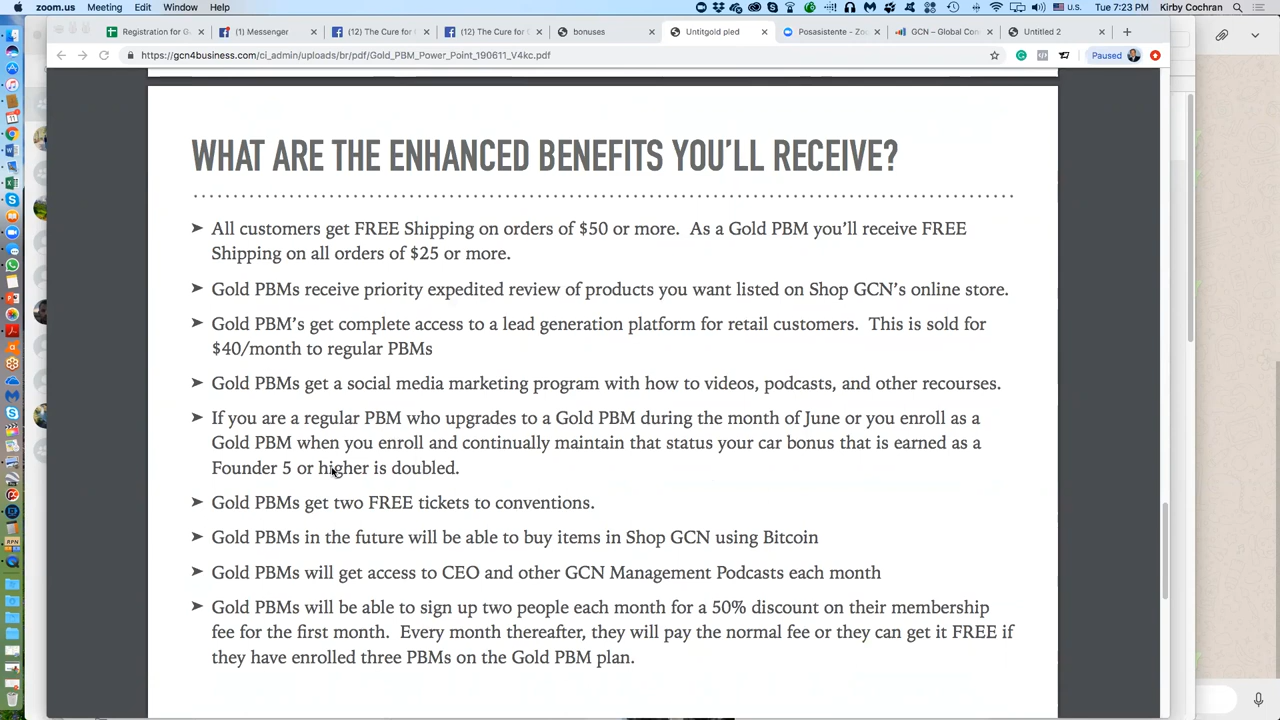 zoom.us Meeting Edit Window Help U.S. Tue 7:23 PM Kirby Cochran
Registration for G (1) Messenger (12) The Cure for (12) The Cure for bonuses Untitgold pled Posasistente - Zo GCN – Global Con Untitled 2
https://gcn4business.com/ci_admin/uploads/br/pdf/Gold_PBM_Power_Point_190611_V4kc.pdf Paused
WHAT ARE THE ENHANCED BENEFITS YOU'LL RECEIVE?
➤ All customers get FREE Shipping on orders of $50 or more. As a Gold PBM you'll receive FREE
Shipping on all orders of $25 or more.
➤ Gold PBMs receive priority expedited review of products you want listed on Shop GCN's online store.
➤ Gold PBM's get complete access to a lead generation platform for retail customers. This is sold for
$40/month to regular PBMs
➤ Gold PBMs get a social media marketing program with how to videos, podcasts, and other recourses.
➤ If you are a regular PBM who upgrades to a Gold PBM during the month of June or you enroll as a
Gold PBM when you enroll and continually maintain that status your car bonus that is earned as a
Founder 5 or higher is doubled.
➤ Gold PBMs get two FREE tickets to conventions.
➤ Gold PBMs in the future will be able to buy items in Shop GCN using Bitcoin
➤ Gold PBMs will get access to CEO and other GCN Management Podcasts each month
➤ Gold PBMs will be able to sign up two people each month for a 50% discount on their membership
fee for the first month. Every month thereafter, they will pay the normal fee or they can get it FREE if
they have enrolled three PBMs on the Gold PBM plan.